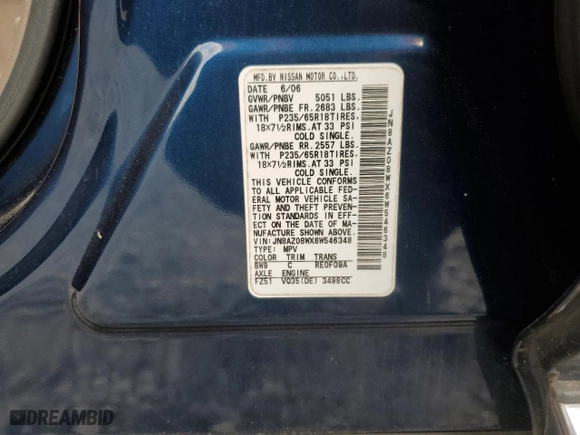 MFD.BY NISSAN MOTOR CO.,LTD.
DATE 6/06
GVWR/PNBV 5051 LBS.
GAWR/PNBE FR. 2683 LBS.
WITH P235/65R18TIRES,
18X7½RIMS.AT 33 PSI
COLD SINGLE.
GAWR/PNBE RR. 2557 LBS.
WITH P235/65R18TIRES,
18X7½RIMS.AT 33 PSI
COLD SINGLE.
THIS VEHICLE CONFORMS TO
TO ALL APPLICABLE FED-
ERAL MOTOR VEHICLE SA-
FETY AND THEFT PREVEN-
TION STANDARDS IN EFFECT
ON THE DATE OF MA-
NUFACTURE SHOWN ABOVE.
VIN:JN8AZ08WX6W546348
TYPE: MPV
COLOR TRIM TRANS
BW9 C RE0F09A
AXLE ENGINE
FZ51 VQ35(DE) 3498CC
JN8AZ08WX6W546348
DREAMBID